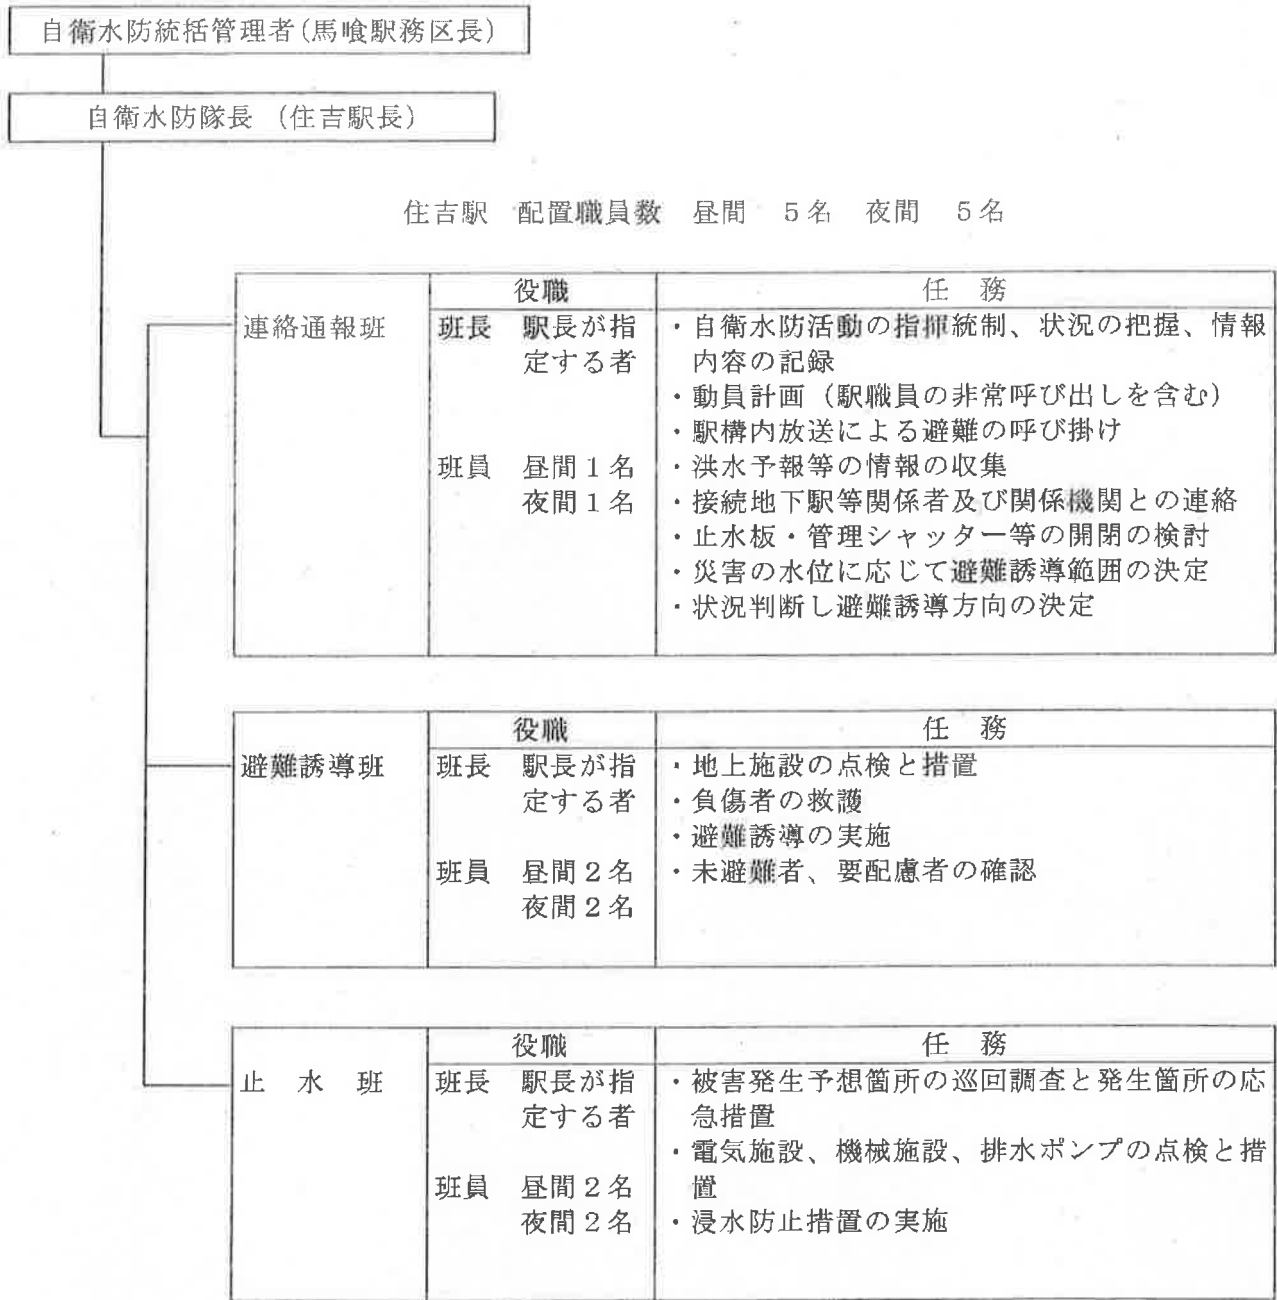 自衛水防統括管理者(馬喰駅務区長)
自衛水防隊長 (住吉駅長)
住吉駅 配置職員数 昼間 5名 夜間 5名
役職 任 務
連絡通報班 班長 駅長が指 ・自衛水防活動の指揮統制、状況の把握、情報
定する者 内容の記録
・動員計画(駅職員の非常呼び出しを含む)
・駅構内放送による避難の呼び掛け
班員 昼間1名 ・洪水予報等の情報の収集
夜間1名 ・接続地下駅等関係者及び関係機関との連絡
・止水板・管理シャッター等の開閉の検討
・災害の水位に応じて避難誘導範囲の決定
・状況判断し避難誘導方向の決定
役職 任 務
避難誘導班 班長 駅長が指 ・地上施設の点検と措置
定する者 ・負傷者の救護
・避難誘導の実施
班員 昼間2名 ・未避難者、要配慮者の確認
夜間2名
役職 任 務
止 水 班 班長 駅長が指 ・被害発生予想箇所の巡回調査と発生箇所の応
定する者 急措置
・電気施設、機械施設、排水ポンプの点検と措
班員 昼間2名 置
夜間2名 ・浸水防止措置の実施